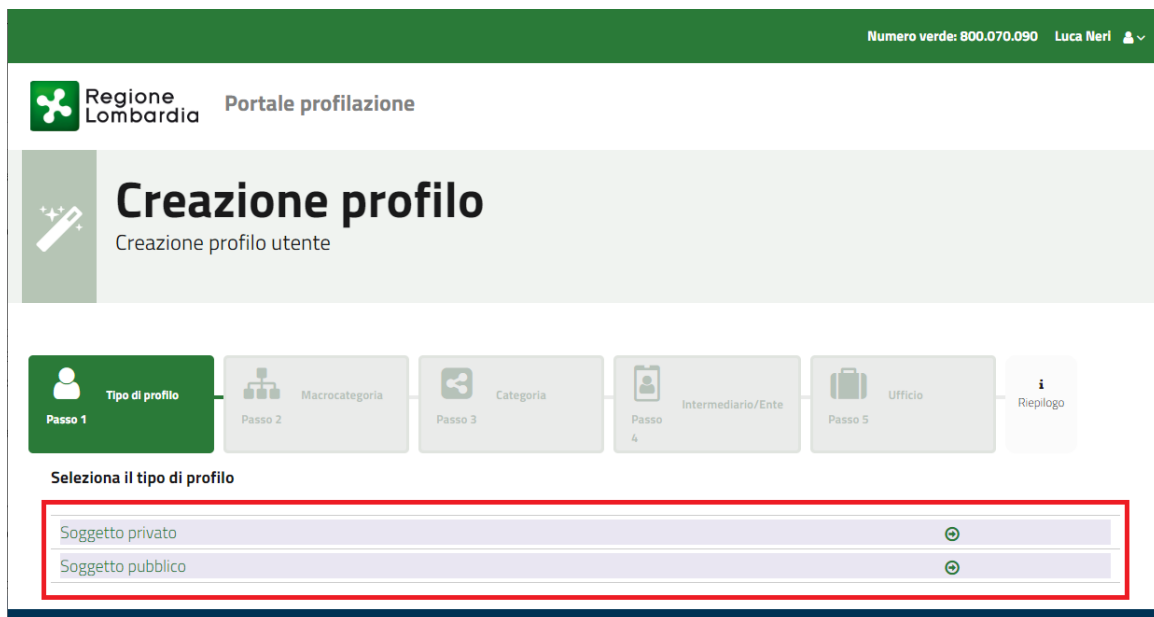 Numero verde: 800.070.090 Luca Neri
Regione
Lombardia
Portale profilazione
Creazione profilo
Creazione profilo utente
Tipo di profilo
Passo 1
Macrocategoria
Passo 2
Categoria
Passo 3
Intermediario/Ente
Passo
4
Ufficio
Passo 5
i
Riepilogo
Seleziona il tipo di profilo
Soggetto privato
Soggetto pubblico